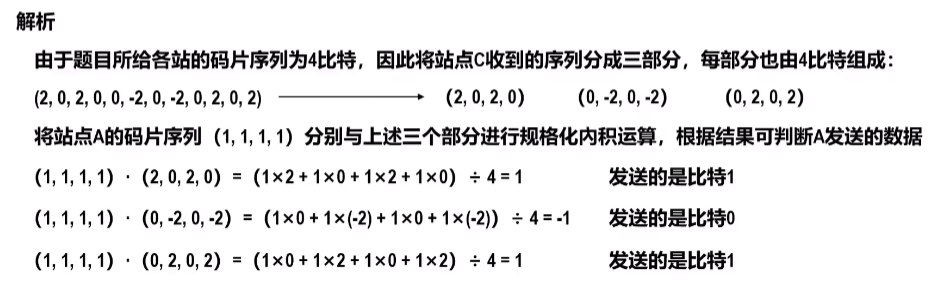 解析
由于题目所给各站的码片序列为4比特，因此将站点C收到的序列分成三部分，每部分也由4比特组成：
(2, 0, 2, 0, 0, -2, 0, -2, 0, 2, 0, 2) （2, 0, 2, 0） （0, -2, 0, -2） （0, 2, 0, 2）
将站点A的码片序列（1, 1, 1, 1）分别与上述三个部分进行规格化内积运算，根据结果可判断A发送的数据
（1, 1, 1, 1）·（2, 0, 2, 0）=（1×2 + 1×0 + 1×2 + 1×0）÷ 4 = 1 发送的是比特1
（1, 1, 1, 1）·（0, -2, 0, -2）=（1×0 + 1×(-2) + 1×0 + 1×(-2)）÷ 4 = -1 发送的是比特0
（1, 1, 1, 1）·（0, 2, 0, 2）=（1×0 + 1×2 + 1×0 + 1×2）÷ 4 = 1 发送的是比特1